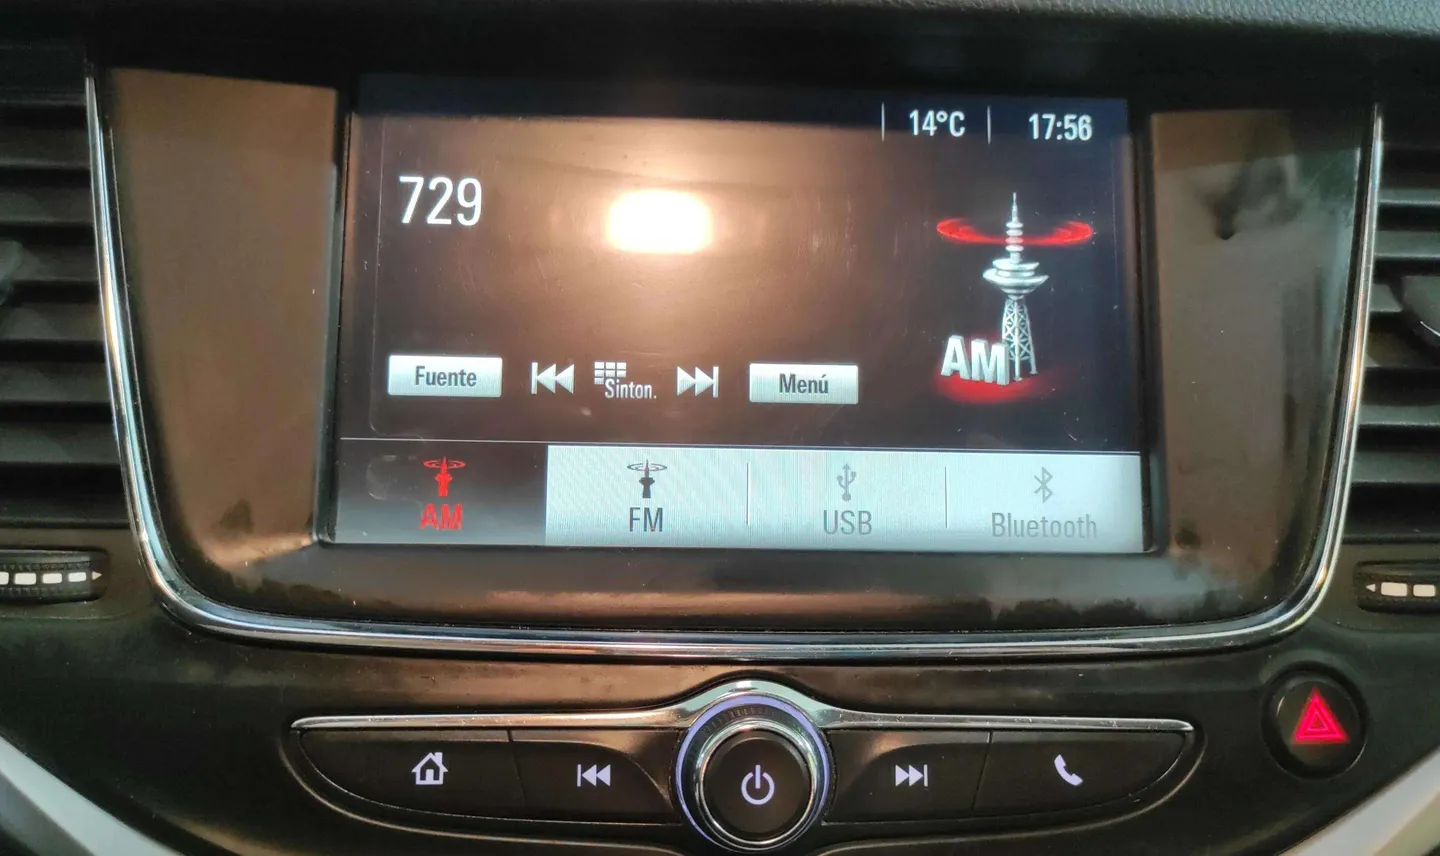 14°C 17:56
729
AM
Fuente Sinton. Menú
AM FM USB Bluetooth